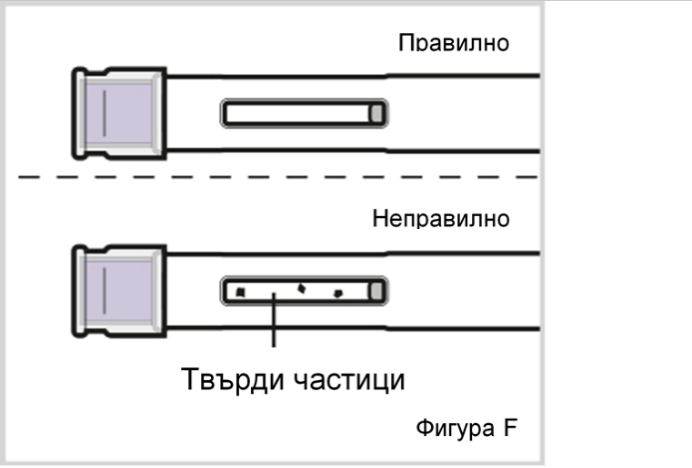 Правилно
Неправилно
Твърди частици
Фигура F